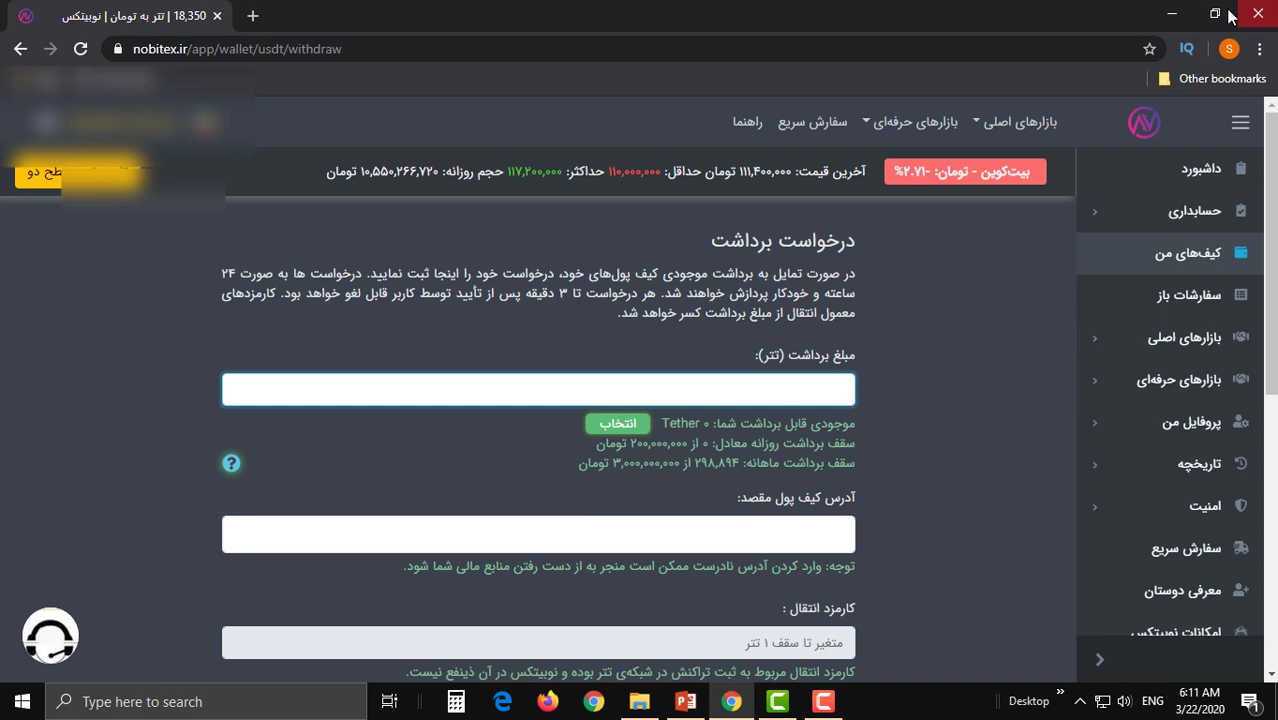 18,350 | تتر به تومان | نوبیتکس
nobitex.ir/app/wallet/usdt/withdraw
IQ
S
Other bookmarks
بازارهای اصلی
بازارهای حرفه‌ای
سفارش سریع
راهنما
بیت‌کوین - تومان: -۲.۷۱%
آخرین قیمت: ۱۱۱,۴۰۰,۰۰۰ تومان حداقل: ۱۱۰,۰۰۰,۰۰۰ حداکثر: ۱۱۷,۲۰۰,۰۰۰ حجم روزانه: ۱۰,۵۵۰,۲۶۶,۷۲۰ تومان
طح دو
داشبورد
حسابداری
کیف‌های من
سفارشات باز
بازارهای اصلی
بازارهای حرفه‌ای
پروفایل من
تاریخچه
امنیت
سفارش سریع
معرفی دوستان
امکانات نوبیتکس
درخواست برداشت
در صورت تمایل به برداشت موجودی کیف پول‌های خود، درخواست خود را اینجا ثبت نمایید. درخواست ها به صورت ۲۴
ساعته و خودکار پردازش خواهند شد. هر درخواست تا ۳ دقیقه پس از تأیید توسط کاربر قابل لغو خواهد بود. کارمزدهای
معمول انتقال از مبلغ برداشت کسر خواهد شد.
مبلغ برداشت (تتر):
موجودی قابل برداشت شما: ۰ Tether
انتخاب
سقف برداشت روزانه معادل: ۰ از ۲۰۰,۰۰۰,۰۰۰ تومان
سقف برداشت ماهانه: ۲۹۸,۸۹۴ از ۳,۰۰۰,۰۰۰,۰۰۰ تومان
?
آدرس کیف پول مقصد:
توجه: وارد کردن آدرس نادرست ممکن است منجر به از دست رفتن منابع مالی شما شود.
کارمزد انتقال :
متغیر تا سقف ۱ تتر
کارمزد انتقال مربوط به ثبت تراکنش در شبکه‌ی تتر بوده و نوبیتکس در آن ذینفع نیست.
Type here to search
Desktop
ENG
6:11 AM
3/22/2020
1